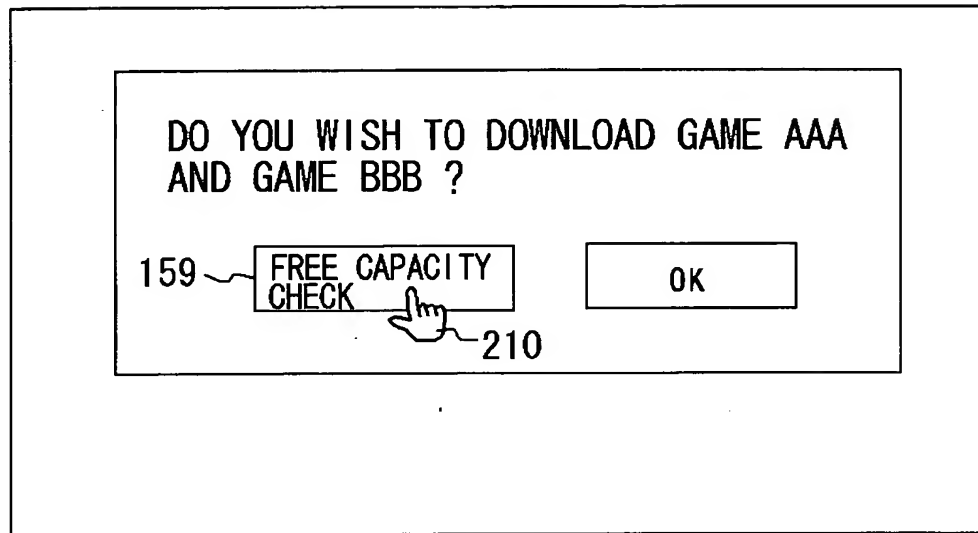 DO YOU WISH TO DOWNLOAD GAME AAA
AND GAME BBB ?
159
FREE CAPACITY
CHECK
OK
210